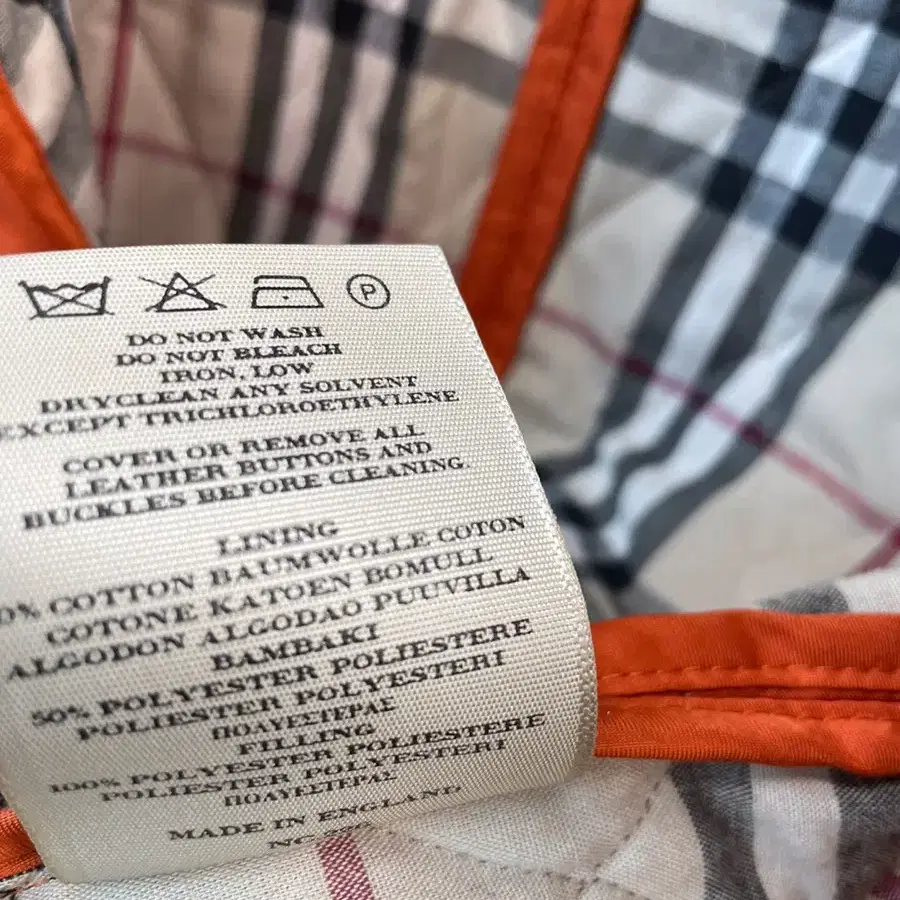 P
DO NOT WASH
DO NOT BLEACH
IRON, LOW
DRYCLEAN ANY SOLVENT
EXCEPT TRICHLOROETHYLENE
COVER OR REMOVE ALL
LEATHER BUTTONS AND
BUCKLES BEFORE CLEANING.
LINING
0% COTTON BAUMWOLLE COTON
COTONE KATOEN BOMULL
ALGODON ALGODAO PUUVILLA
BAMBAKI
50% POLYESTER POLIESTERE
POLIESTER POLYESTERI
ΠΟΛΥΕΣΤΕΡΑΣ
FILLING
100% POLYESTER POLIESTERE
POLIESTER POLYESTERI
ΠΟΛΥΕΣΤΕΡΑΣ
MADE IN ENGLAND